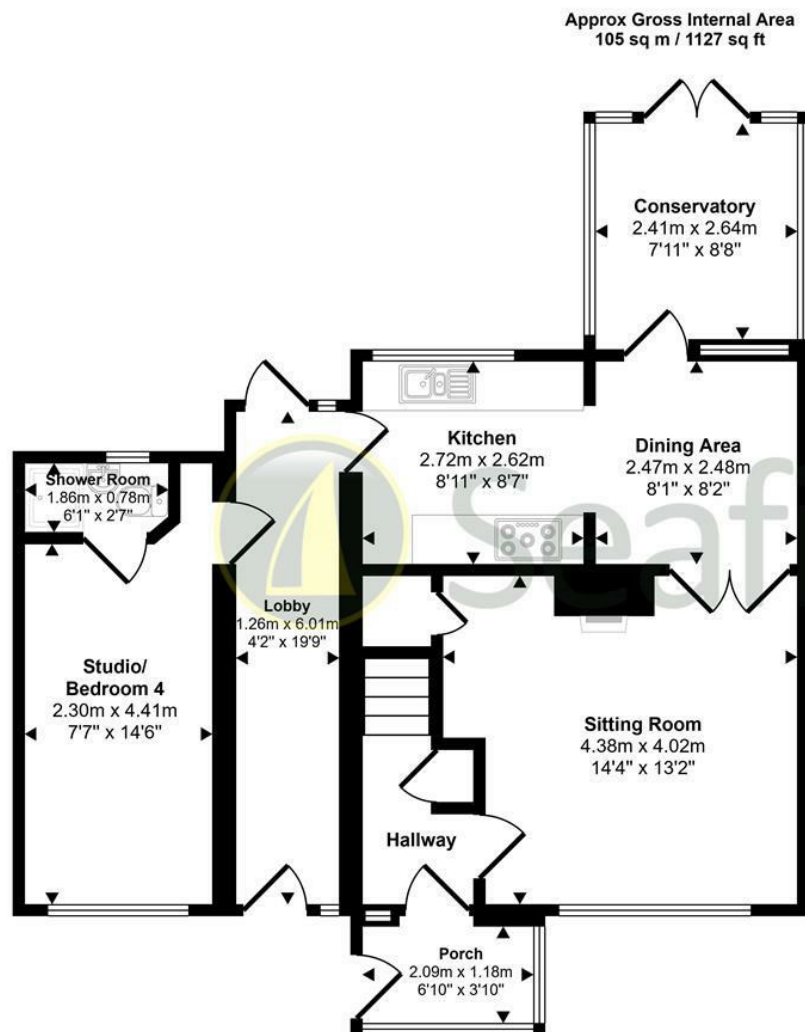 Approx Gross Internal Area
105 sq m / 1127 sq ft
Conservatory
2.41m x 2.64m
7'11" x 8'8"
Kitchen
2.72m x 2.62m
8'11" x 8'7"
Dining Area
2.47m x 2.48m
8'1" x 8'2"
Shower Room
1.86m x 0.78m
6'1" x 2'7"
Seaf
Lobby
1.26m x 6.01m
4'2" x 19'9"
Studio/
Bedroom 4
2.30m x 4.41m
7'7" x 14'6"
Sitting Room
4.38m x 4.02m
14'4" x 13'2"
Hallway
Porch
2.09m x 1.18m
6'10" x 3'10"